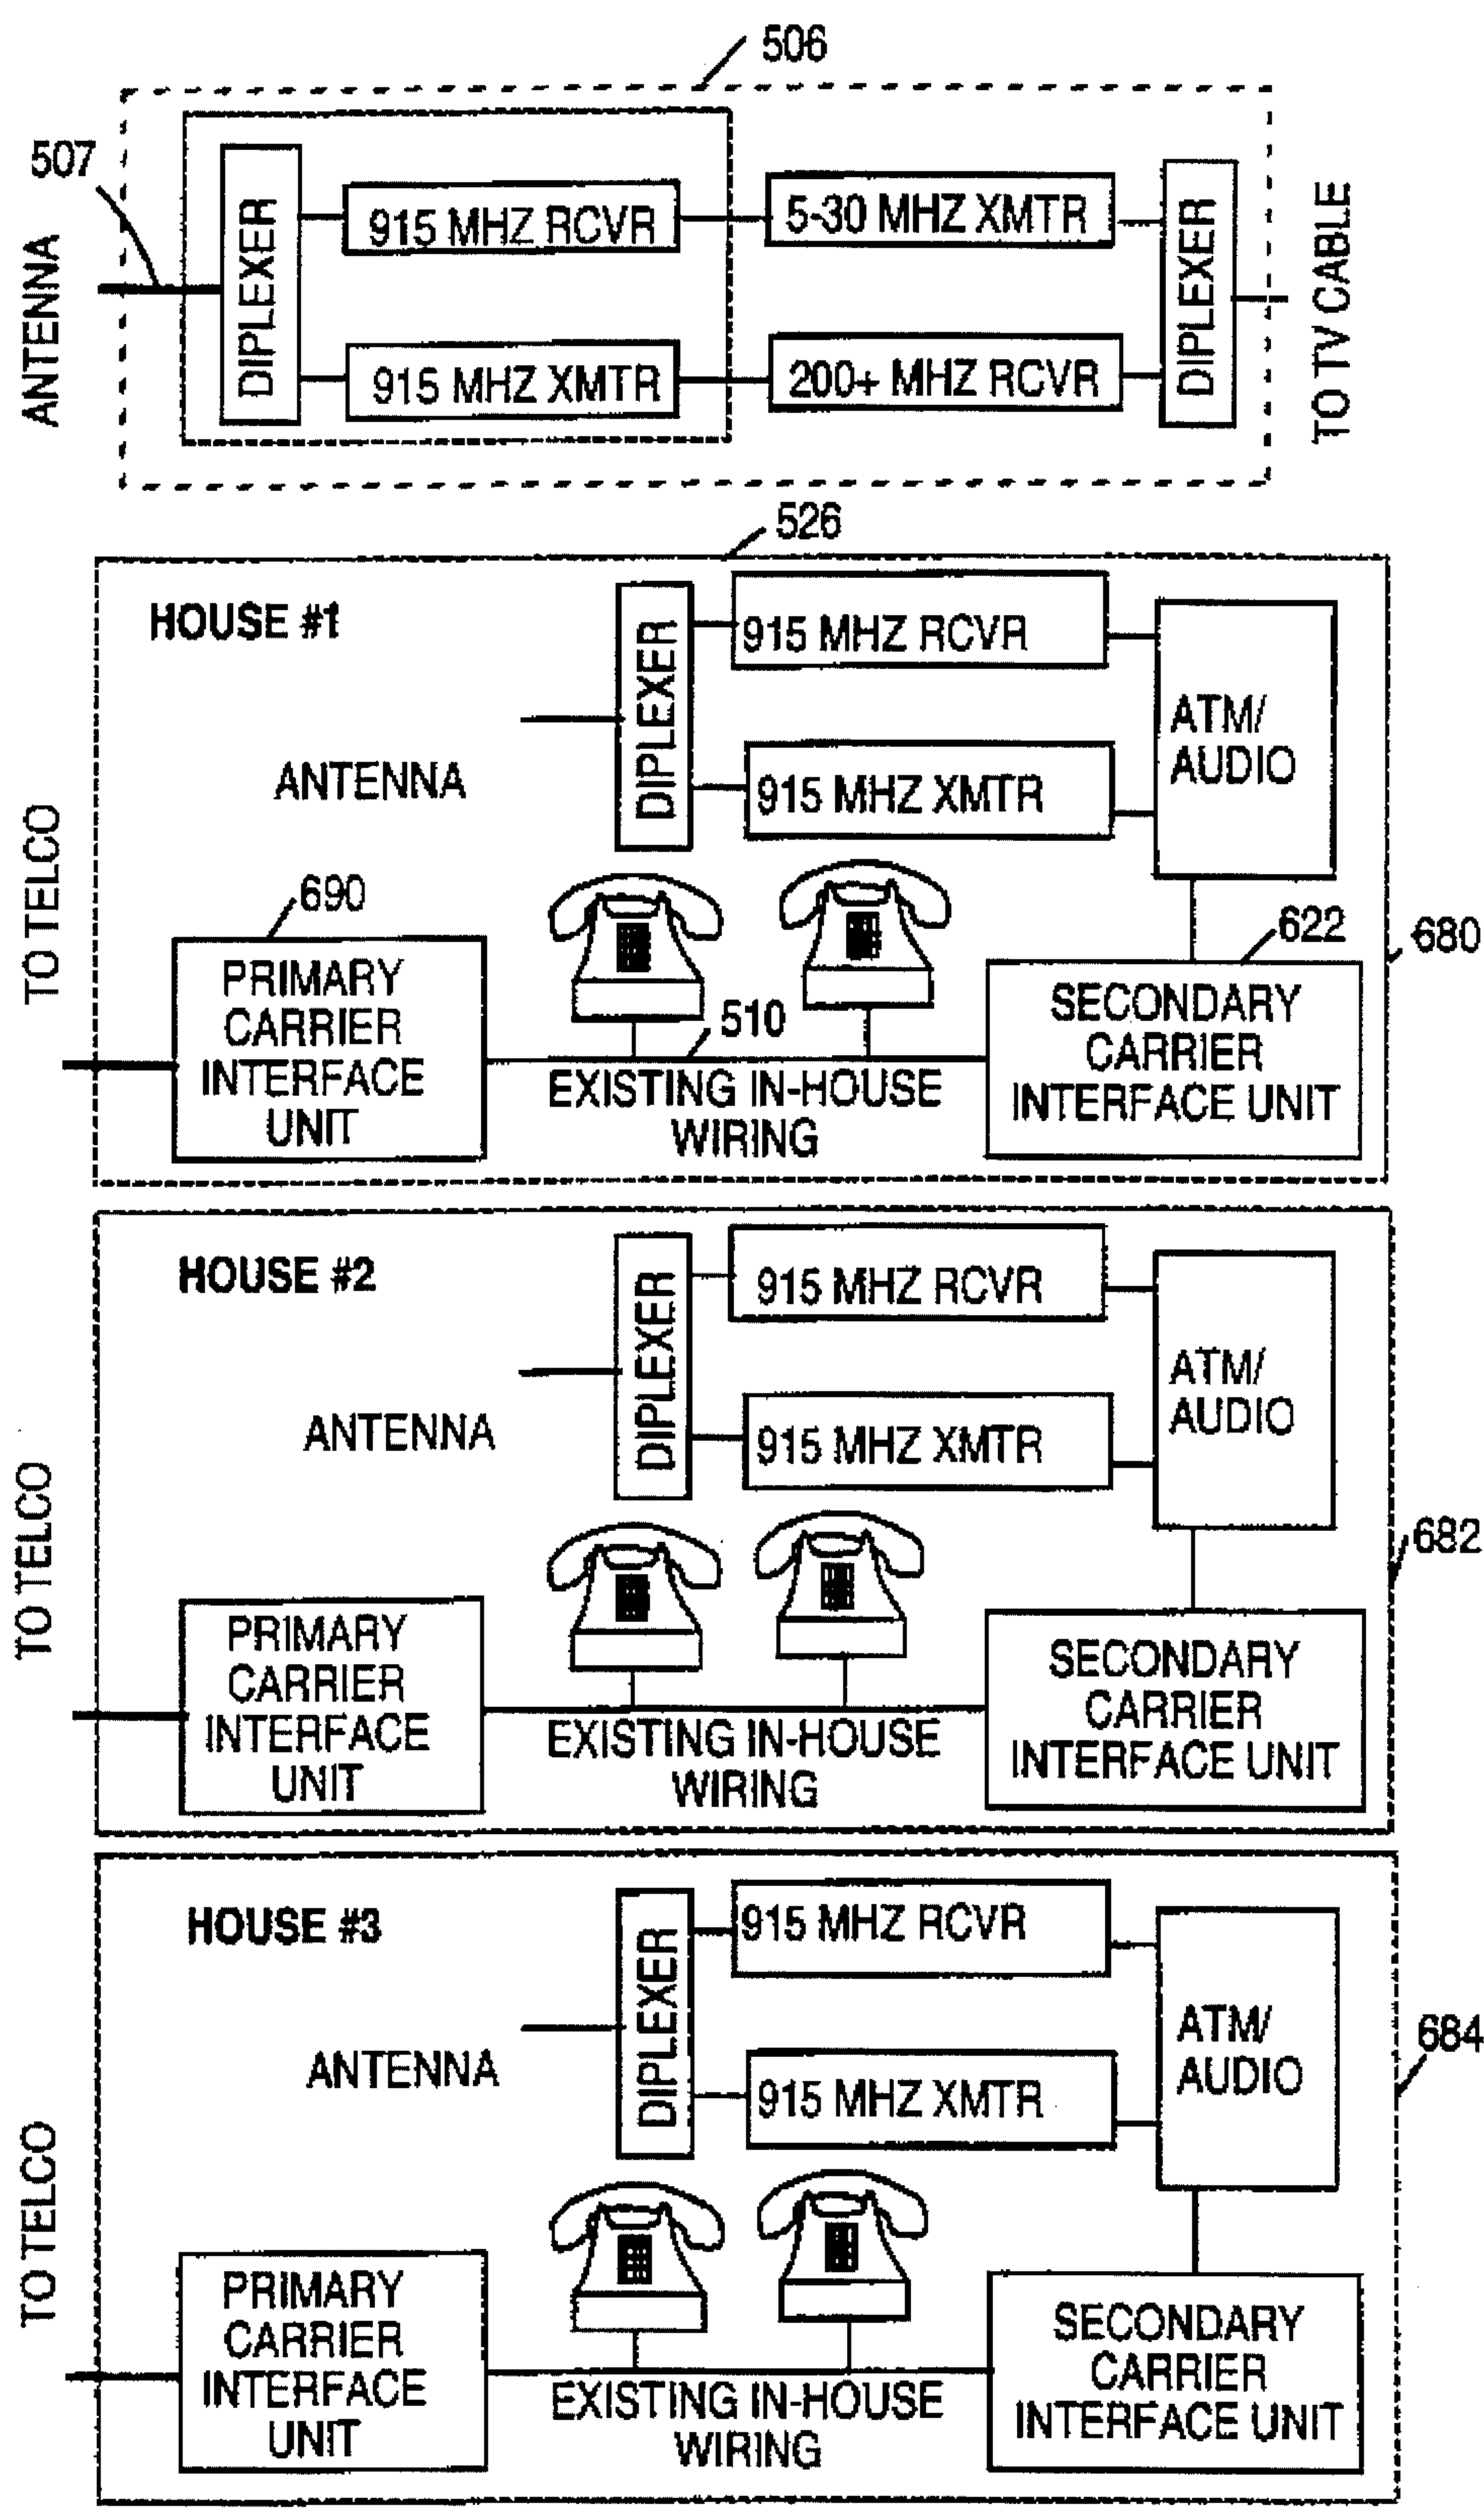 506
507
ANTENNA
DIPLEXER
915 MHZ RCVR
5-30 MHZ XMTR
915 MHZ XMTR
200+ MHZ RCVR
DIPLEXER
TO TV CABLE
526
HOUSE #1
DIPLEXER
915 MHZ RCVR
ATM/
AUDIO
ANTENNA
915 MHZ XMTR
TO TELCO
690
622
680
PRIMARY
CARRIER
INTERFACE
UNIT
510
EXISTING IN-HOUSE
WIRING
SECONDARY
CARRIER
INTERFACE UNIT
HOUSE #2
DIPLEXER
915 MHZ RCVR
ATM/
AUDIO
ANTENNA
915 MHZ XMTR
TO TELCO
682
PRIMARY
CARRIER
INTERFACE
UNIT
EXISTING IN-HOUSE
WIRING
SECONDARY
CARRIER
INTERFACE UNIT
HOUSE #3
DIPLEXER
915 MHZ RCVR
ATM/
AUDIO
684
ANTENNA
915 MHZ XMTR
TO TELCO
PRIMARY
CARRIER
INTERFACE
UNIT
EXISTING IN-HOUSE
WIRING
SECONDARY
CARRIER
INTERFACE UNIT